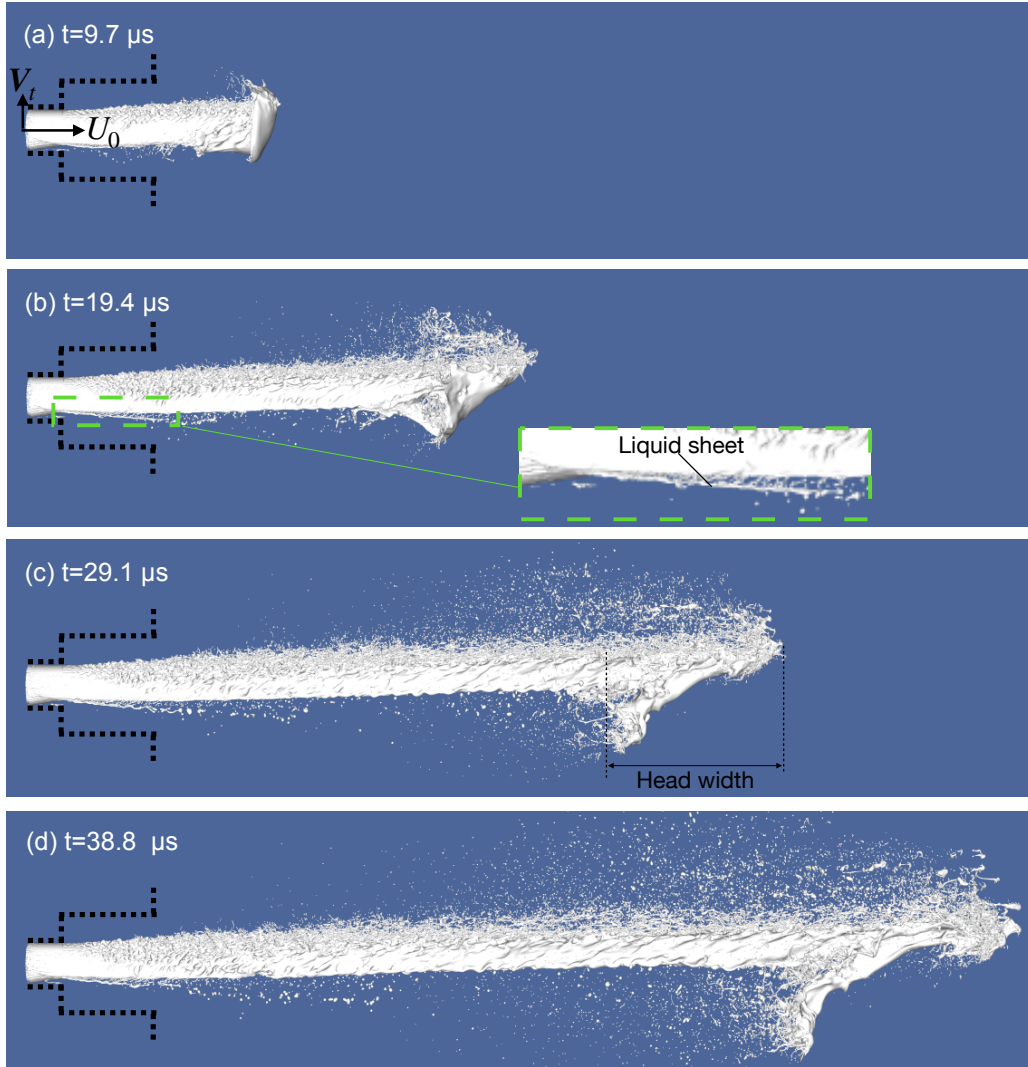 (a) t=9.7 μs
V_t
U_0
(b) t=19.4 μs
Liquid sheet
(c) t=29.1 μs
Head width
(d) t=38.8 μs